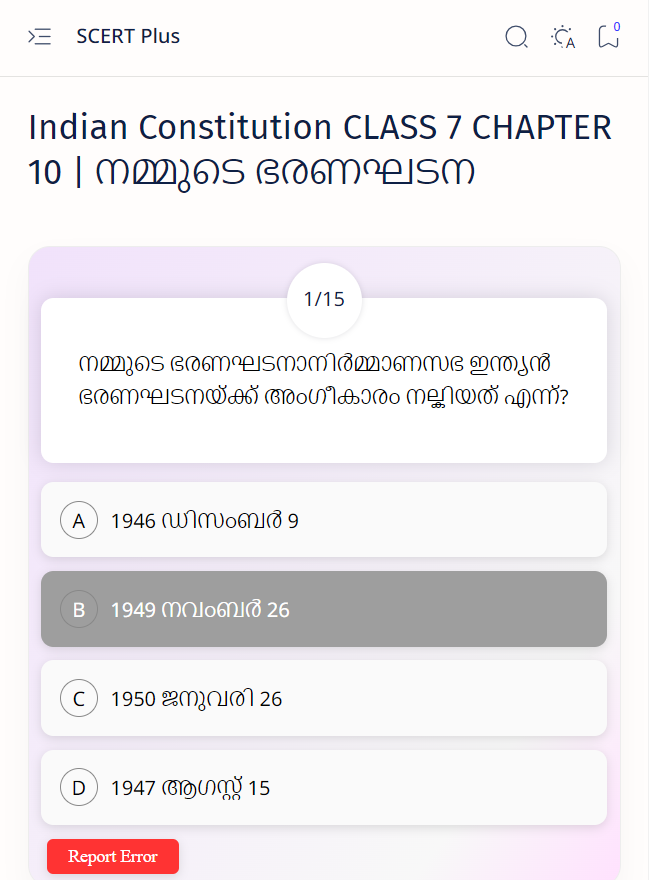 SCERT Plus
A
0
Indian Constitution CLASS 7 CHAPTER
10 | നമ്മുടെ ഭരണഘടന
1/15
നമ്മുടെ ഭരണഘടനാനിർമ്മാണസഭ ഇന്ത്യൻ
ഭരണഘടനയ്ക്ക് അംഗീകാരം നല്കിയത് എന്ന്?
A 1946 ഡിസംബർ 9
B 1949 നവംബർ 26
C 1950 ജനുവരി 26
D 1947 ആഗസ്റ്റ് 15
Report Error